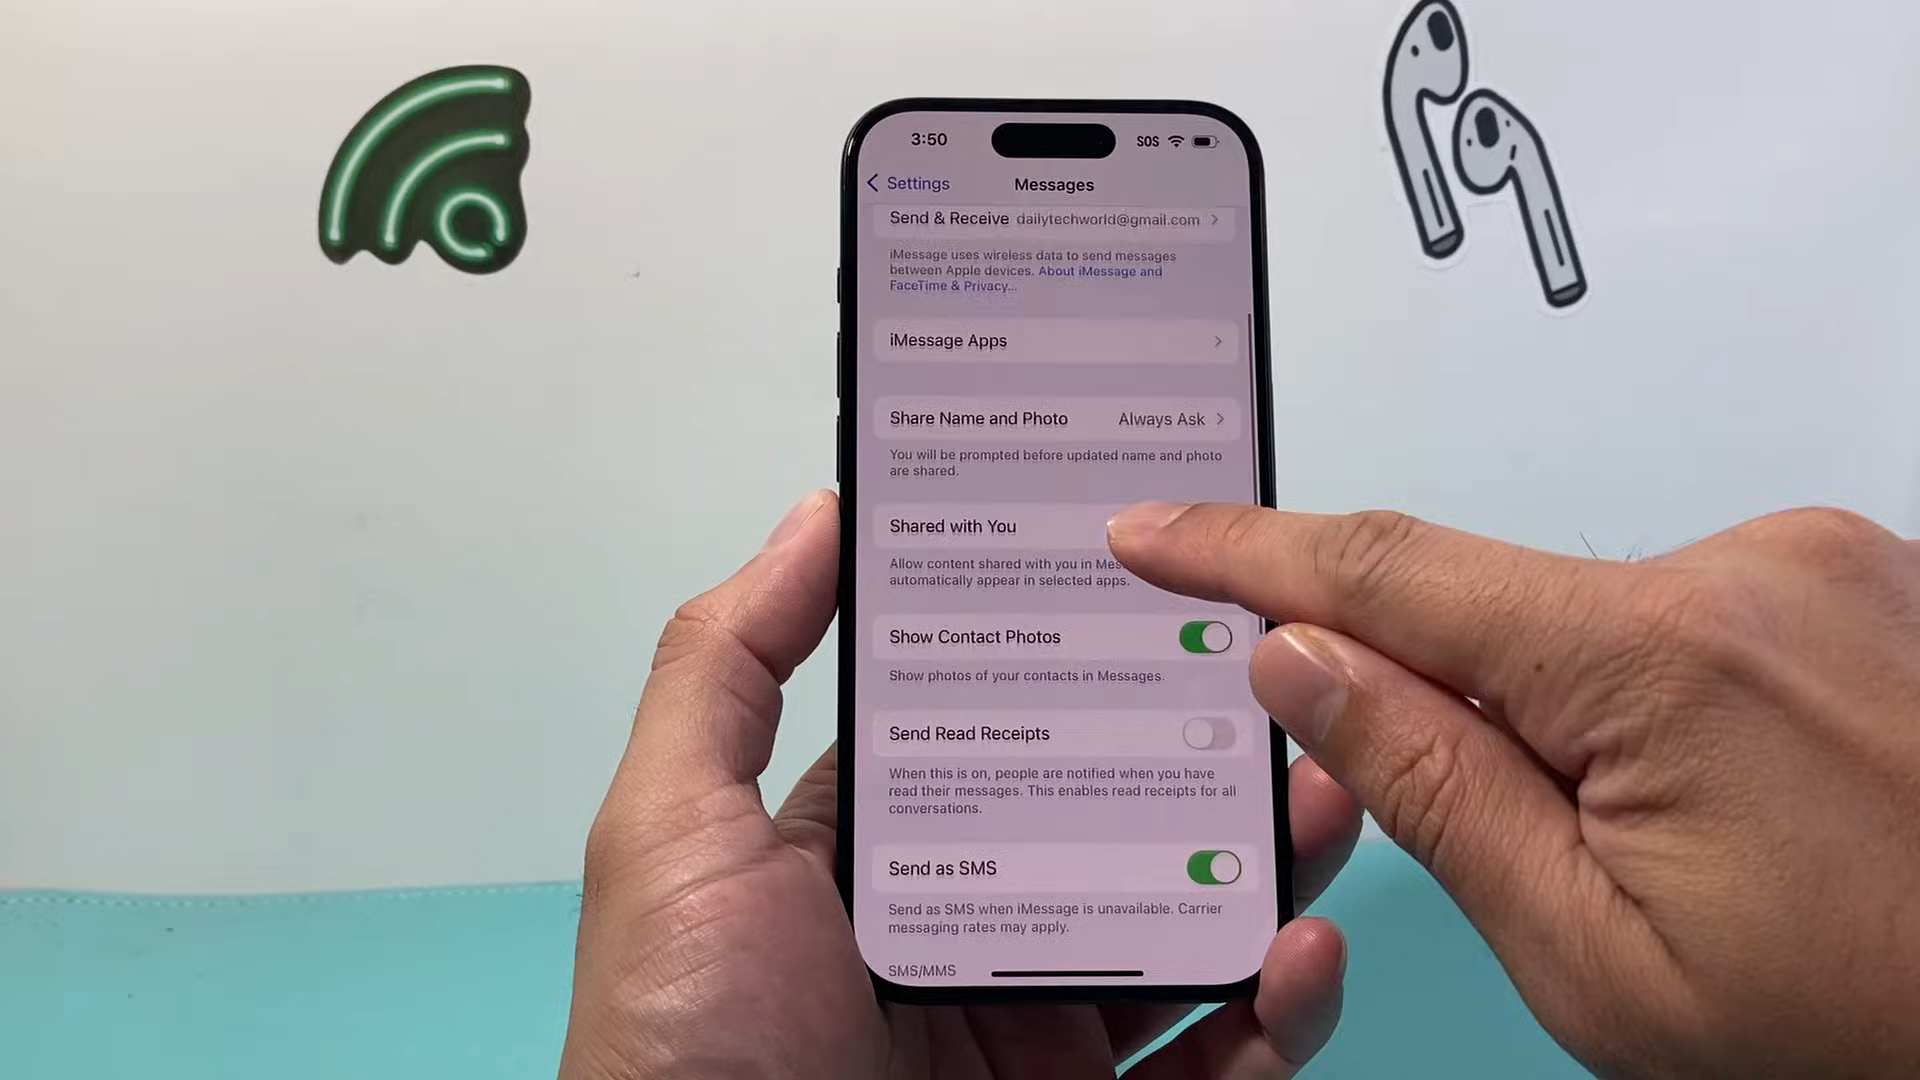 3:50 SOS
Settings Messages
Send & Receive dailytechworld@gmail.com
iMessage uses wireless data to send messages
between Apple devices. About iMessage and
FaceTime & Privacy...
iMessage Apps
Share Name and Photo Always Ask
You will be prompted before updated name and photo
are shared.
Shared with You
Allow content shared with you in
automatically appear in selected apps.
Show Contact Photos
Show photos of your contacts in Messages.
Send Read Receipts
When this is on, people are notified when you have
read their messages. This enables read receipts for all
conversations.
Send as SMS
Send as SMS when iMessage is unavailable. Carrier
messaging rates may apply.
SMS/MMS